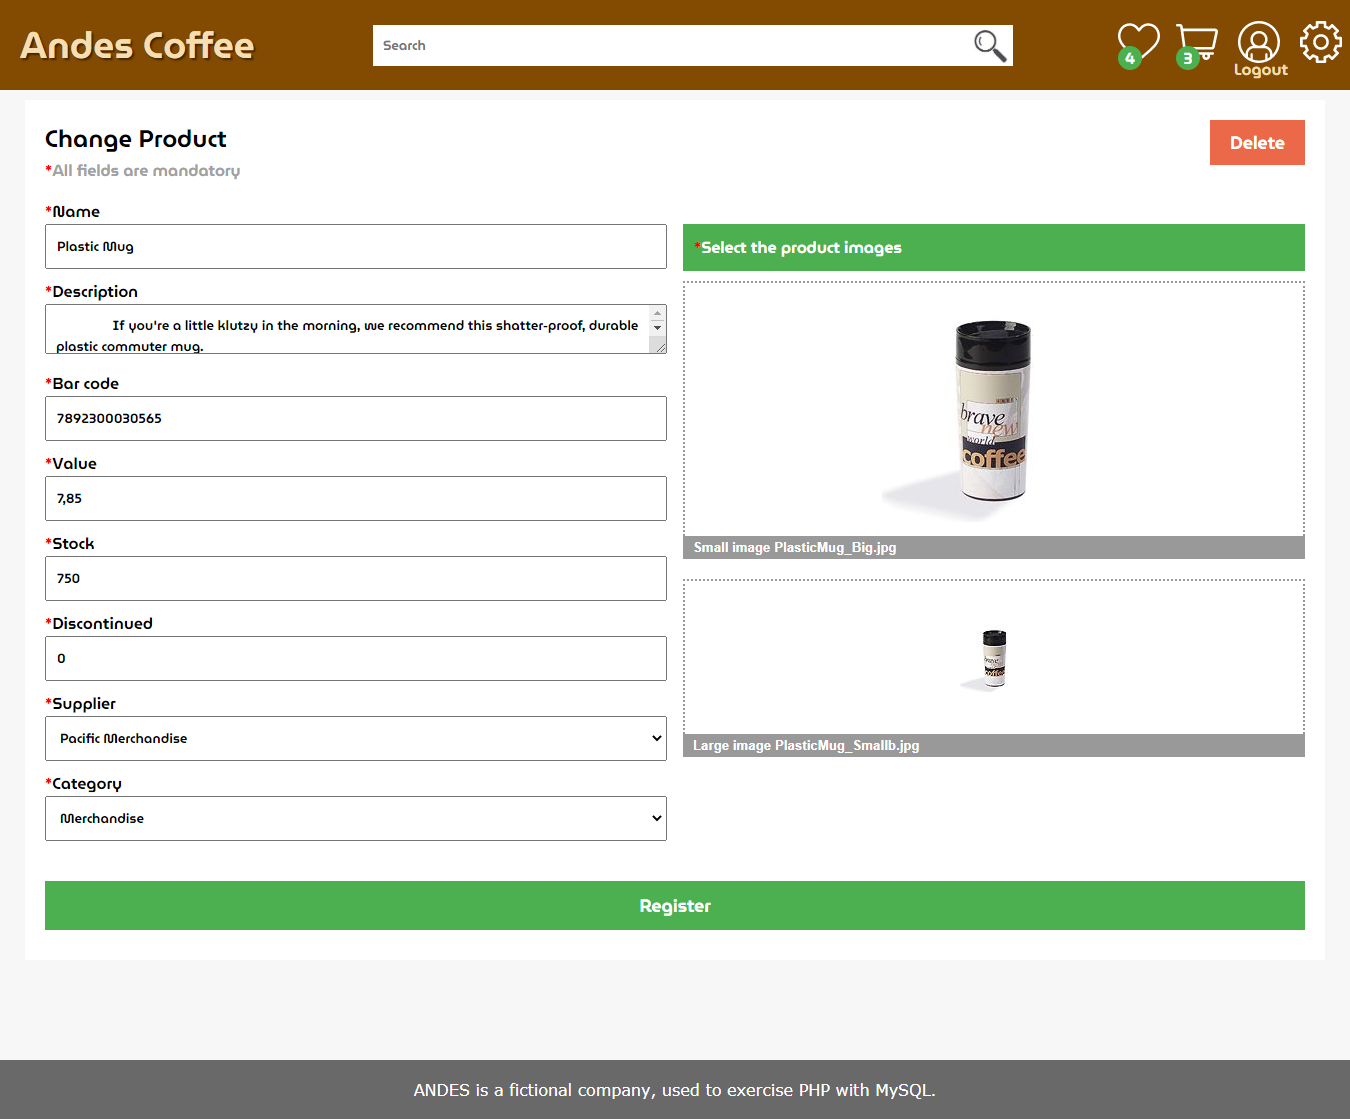 Andes Coffee
Search
4
3
Logout
Change Product
Delete
*All fields are mandatory
*Name
Plastic Mug
*Select the product images
*Description
If you're a little klutzy in the morning, we recommend this shatter-proof, durable
plastic commuter mug.
*Bar code
7892300030565
*Value
7,85
*Stock
750
*Discontinued
0
*Supplier
Pacific Merchandise
*Category
Merchandise
brave
new
world
coffee
Small image PlasticMug_Big.jpg
brave
coffee
Large image PlasticMug_Smallb.jpg
Register
ANDES is a fictional company, used to exercise PHP with MySQL.